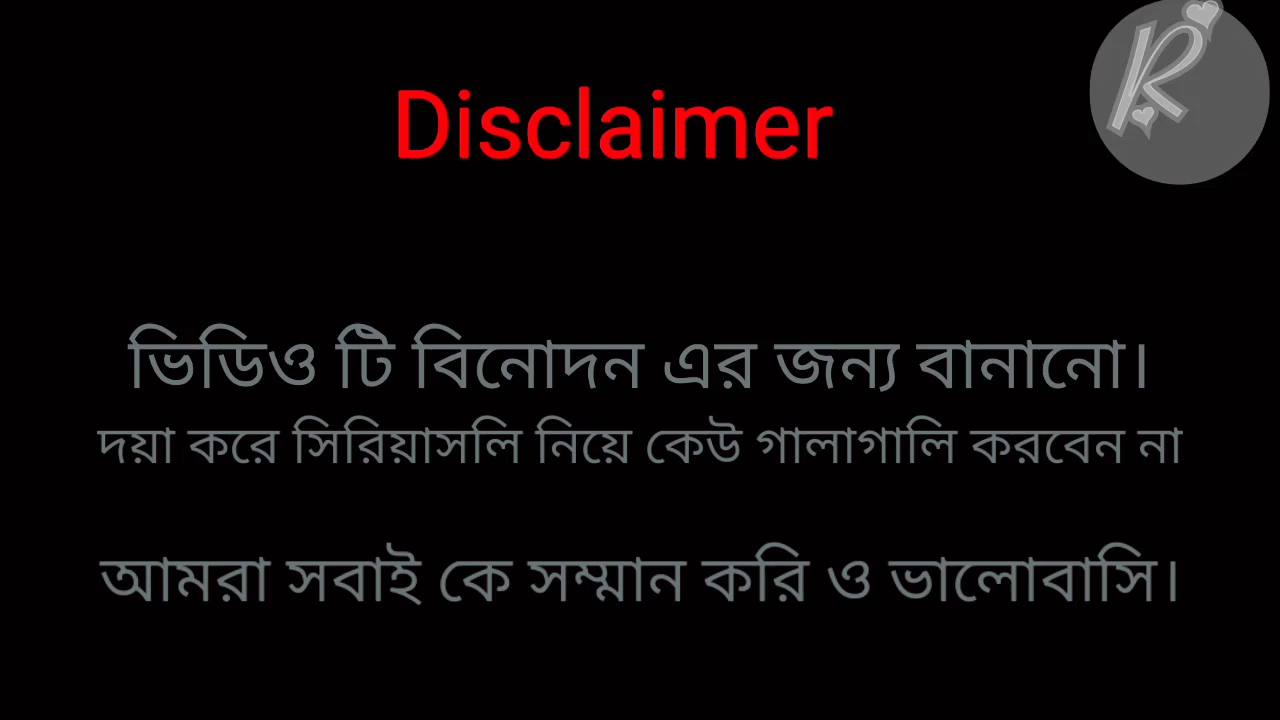 R
Disclaimer
ভিডিও টি বিনোদন এর জন্য বানানো।
দয়া করে সিরিয়াসলি নিয়ে কেউ গালাগালি করবেন না
আমরা সবাই কে সম্মান করি ও ভালোবাসি।